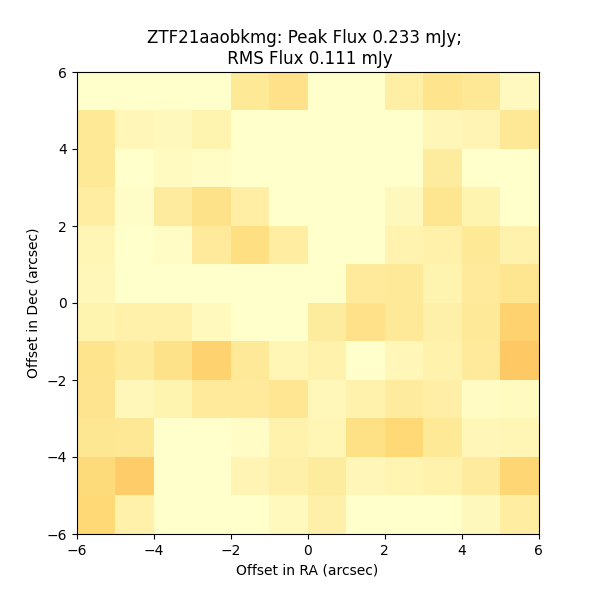 ZTF21aaobkmg: Peak Flux 0.233 mJy;
RMS Flux 0.111 mJy
6
4
2
0
−2
−4
−6
Offset in Dec (arcsec)
−6 −4 −2 0 2 4 6
Offset in RA (arcsec)